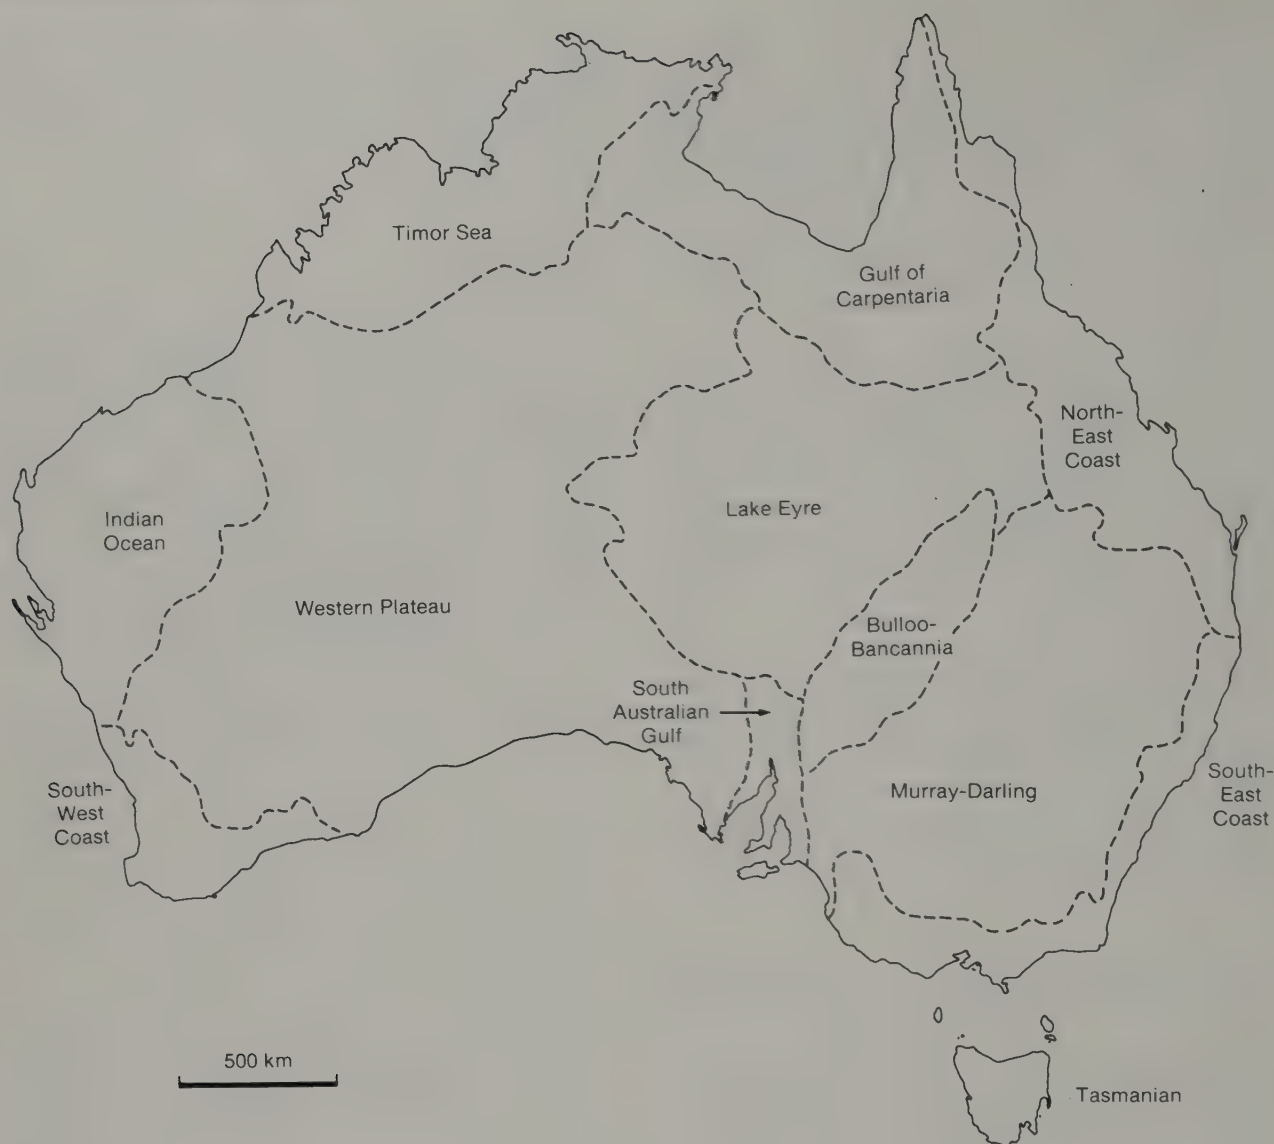 Timor Sea
Gulf of
Carpentaria
North-
East
Coast
Indian
Ocean
Lake Eyre
Western Plateau
Bulloo-
Bancannia
South
Australian
Gulf
South-
West
Coast
Murray-Darling
South-
East
Coast
500 km
Tasmanian